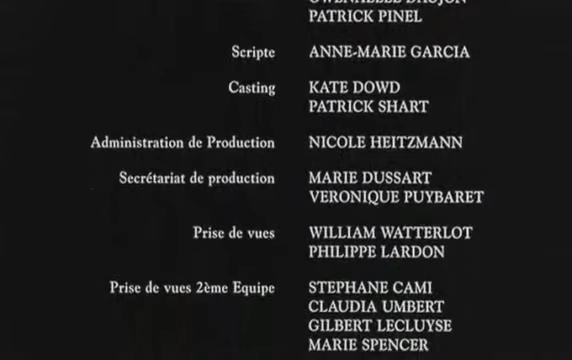 PATRICK PINEL
Scripte ANNE-MARIE GARCIA
Casting KATE DOWD
PATRICK SHART
Administration de Production NICOLE HEITZMANN
Secrétariat de production MARIE DUSSART
VERONIQUE PUYBARET
Prise de vues WILLIAM WATTERLOT
PHILIPPE LARDON
Prise de vues 2ème Equipe STEPHANE CAMI
CLAUDIA UMBERT
GILBERT LECLUYSE
MARIE SPENCER